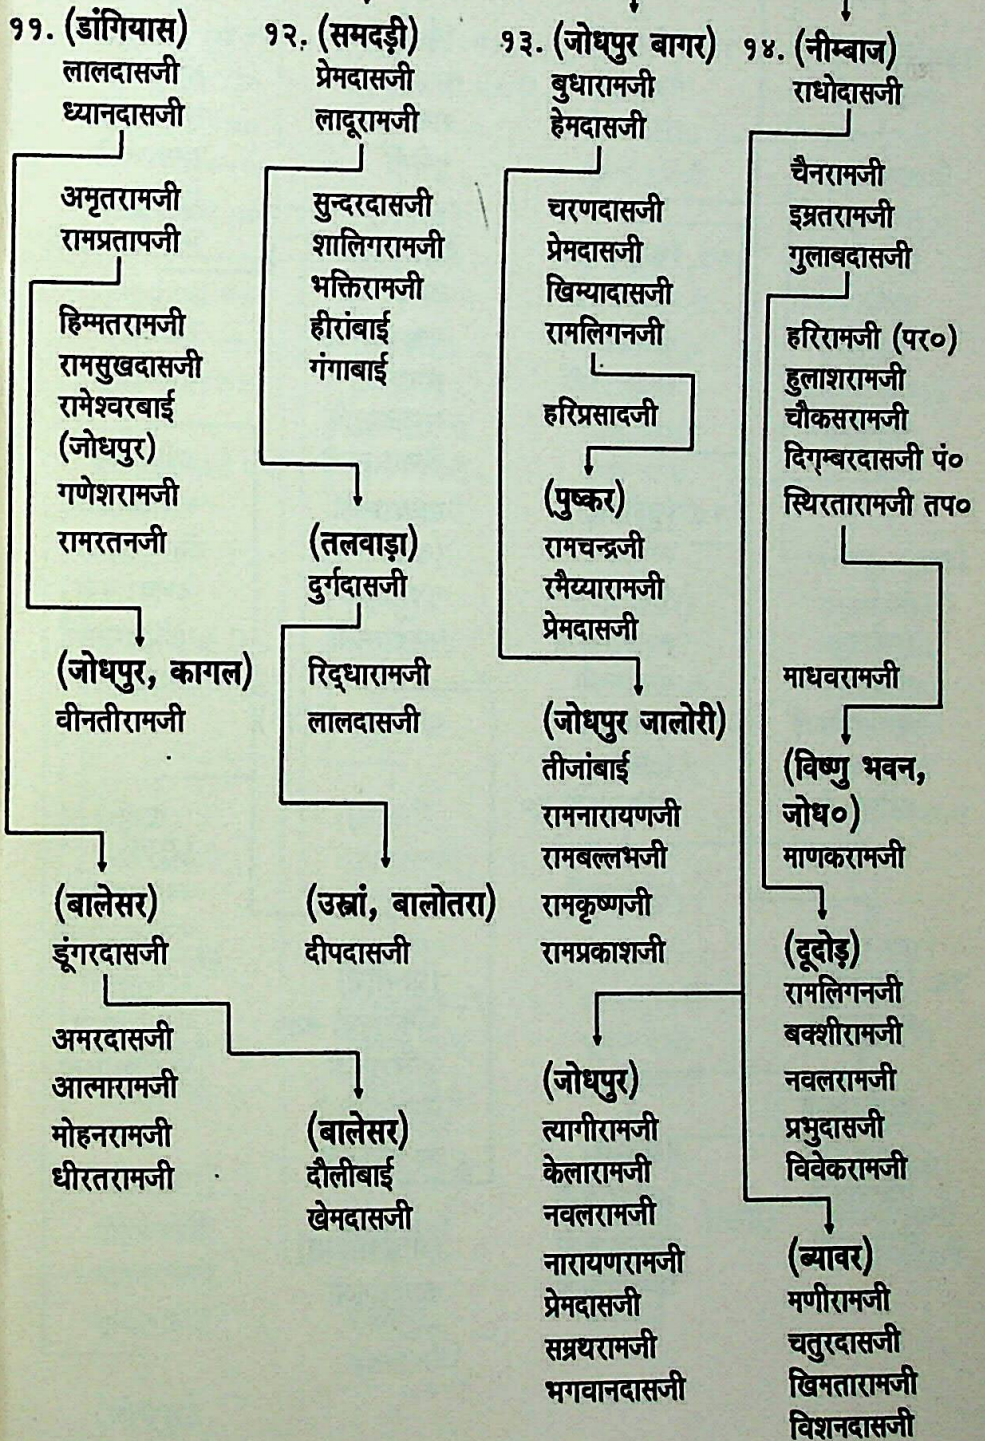 ११. (डांगियास)
लालदासजी
ध्यानदासजी
अमृतरामजी
रामप्रतापजी
हिम्मतरामजी
रामसुखदासजी
रामेश्वरबाई
(जोधपुर)
गणेशरामजी
रामरतनजी
(जोधपुर, कागल)
वीनतीरामजी
(बालेसर)
डूंगरदासजी
अमरदासजी
आत्मारामजी
मोहनरामजी
धीरतरामजी
१२. (समदड़ी)
प्रेमदासजी
लादूरामजी
सुन्दरदासजी
शालिगरामजी
भक्तिरामजी
हीरांबाई
गंगाबाई
(तलवाड़ा)
दुर्गदासजी
रिद्धारामजी
लालदासजी
(उस्त्रां, बालोतरा)
दीपदासजी
(बालेसर)
दौलीबाई
खेमदासजी
१३. (जोधपुर बागर)
बुधारामजी
हेमदासजी
चरणदासजी
प्रेमदासजी
खिम्यादासजी
रामलिगनजी
हरिप्रसादजी
(पुष्कर)
रामचन्द्रजी
रमैय्यारामजी
प्रेमदासजी
(जोधपुर जालोरी)
तीजांबाई
रामनारायणजी
रामबल्लभजी
रामकृष्णजी
रामप्रकाशजी
(जोधपुर)
त्यागीरामजी
केलारामजी
नवलरामजी
नारायणरामजी
प्रेमदासजी
सम्रथरामजी
भगवानदासजी
१४. (नीम्बाज)
राधोदासजी
चैनरामजी
इम्रतरामजी
गुलाबदासजी
हरिरामजी (पर०)
हुलाशरामजी
चौकसरामजी
दिगम्बरदासजी पं०
स्थिरतारामजी तप०
माधवरामजी
(विष्णु भवन,
जोध०)
माणकरामजी
(दूदोड़)
रामलिगनजी
बक्शीरामजी
नवलरामजी
प्रभुदासजी
विवेकरामजी
(ब्यावर)
मणीरामजी
चतुरदासजी
खिमतारामजी
विशनदासजी